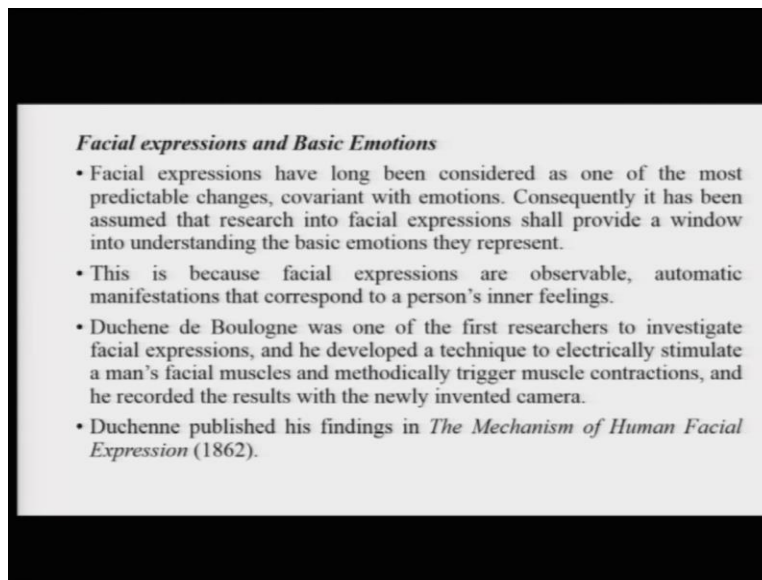 Facial expressions and Basic Emotions
• Facial expressions have long been considered as one of the most
predictable changes, covariant with emotions. Consequently it has been
assumed that research into facial expressions shall provide a window
into understanding the basic emotions they represent.
• This is because facial expressions are observable, automatic
manifestations that correspond to a person's inner feelings.
• Duchene de Boulogne was one of the first researchers to investigate
facial expressions, and he developed a technique to electrically stimulate
a man's facial muscles and methodically trigger muscle contractions, and
he recorded the results with the newly invented camera.
• Duchenne published his findings in The Mechanism of Human Facial
Expression (1862).